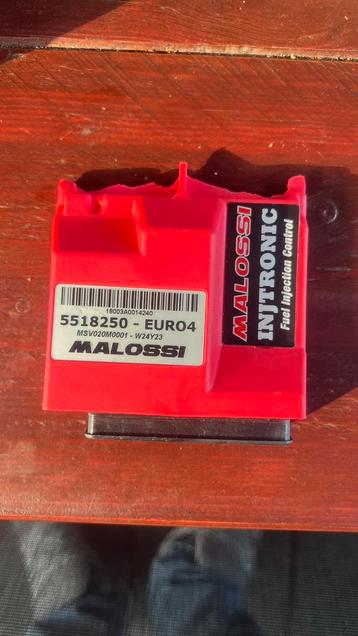 18003A0014240
5518250 - EURO4
MSV020M0001 - W24Y23
MALOSSI
MALOSSI
INJTRONIC
Fuel Injection Control